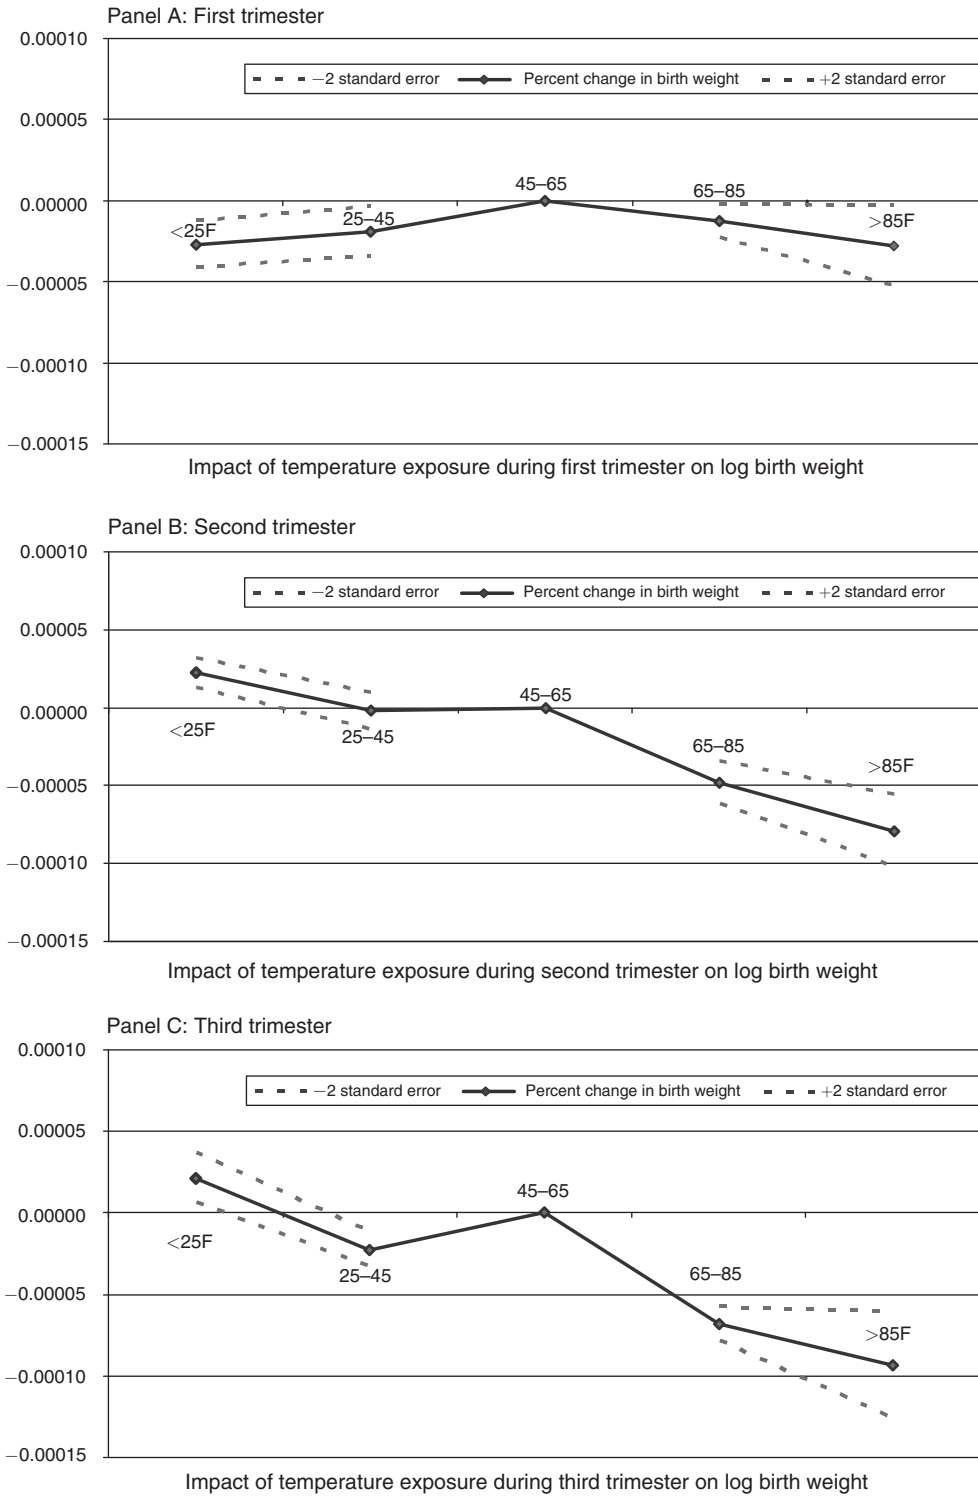 Panel A: First trimester
0.00010
−2 standard error Percent change in birth weight +2 standard error
0.00005
45–65
65–85
0.00000
25–45
>85F
<25F
−0.00005
−0.00010
−0.00015
Impact of temperature exposure during first trimester on log birth weight
Panel B: Second trimester
0.00010
−2 standard error Percent change in birth weight +2 standard error
0.00005
45–65
0.00000
<25F
25–45
65–85
>85F
−0.00005
−0.00010
−0.00015
Impact of temperature exposure during second trimester on log birth weight
Panel C: Third trimester
0.00010
−2 standard error Percent change in birth weight +2 standard error
0.00005
45–65
0.00000
<25F
25–45
65–85
−0.00005
>85F
−0.00010
−0.00015
Impact of temperature exposure during third trimester on log birth weight